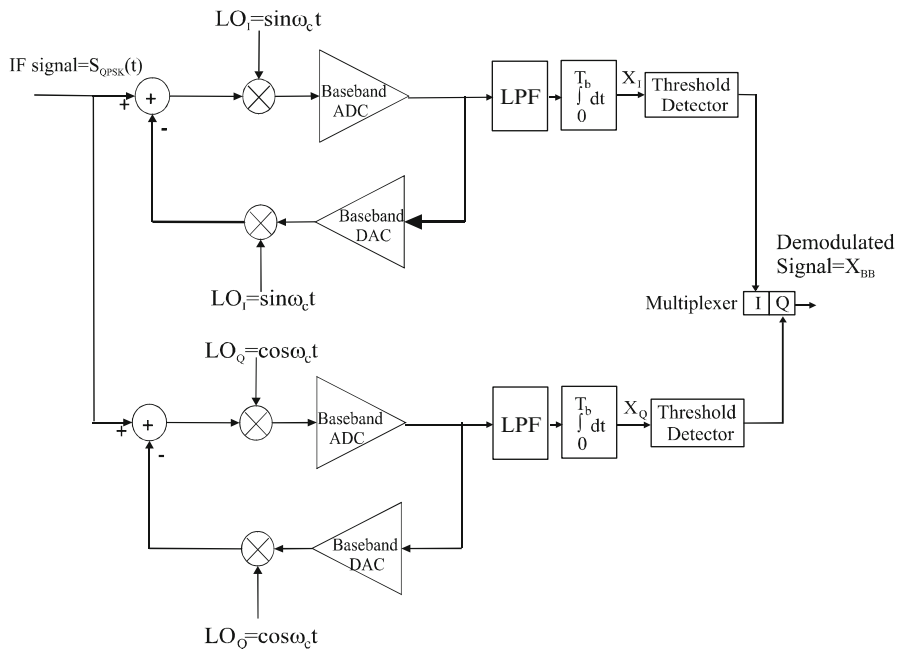 LO_I=sinω_ct
IF signal=S_QPSK(t)
+
+
-
Baseband
ADC
LPF
T_b
∫ dt
0
X_I
Threshold
Detector
Baseband
DAC
LO_I=sinω_ct
Demodulated
Signal=X_BB
Multiplexer
I
Q
LO_Q=cosω_ct
+
+
-
Baseband
ADC
LPF
T_b
∫ dt
0
X_Q
Threshold
Detector
Baseband
DAC
LO_Q=cosω_ct